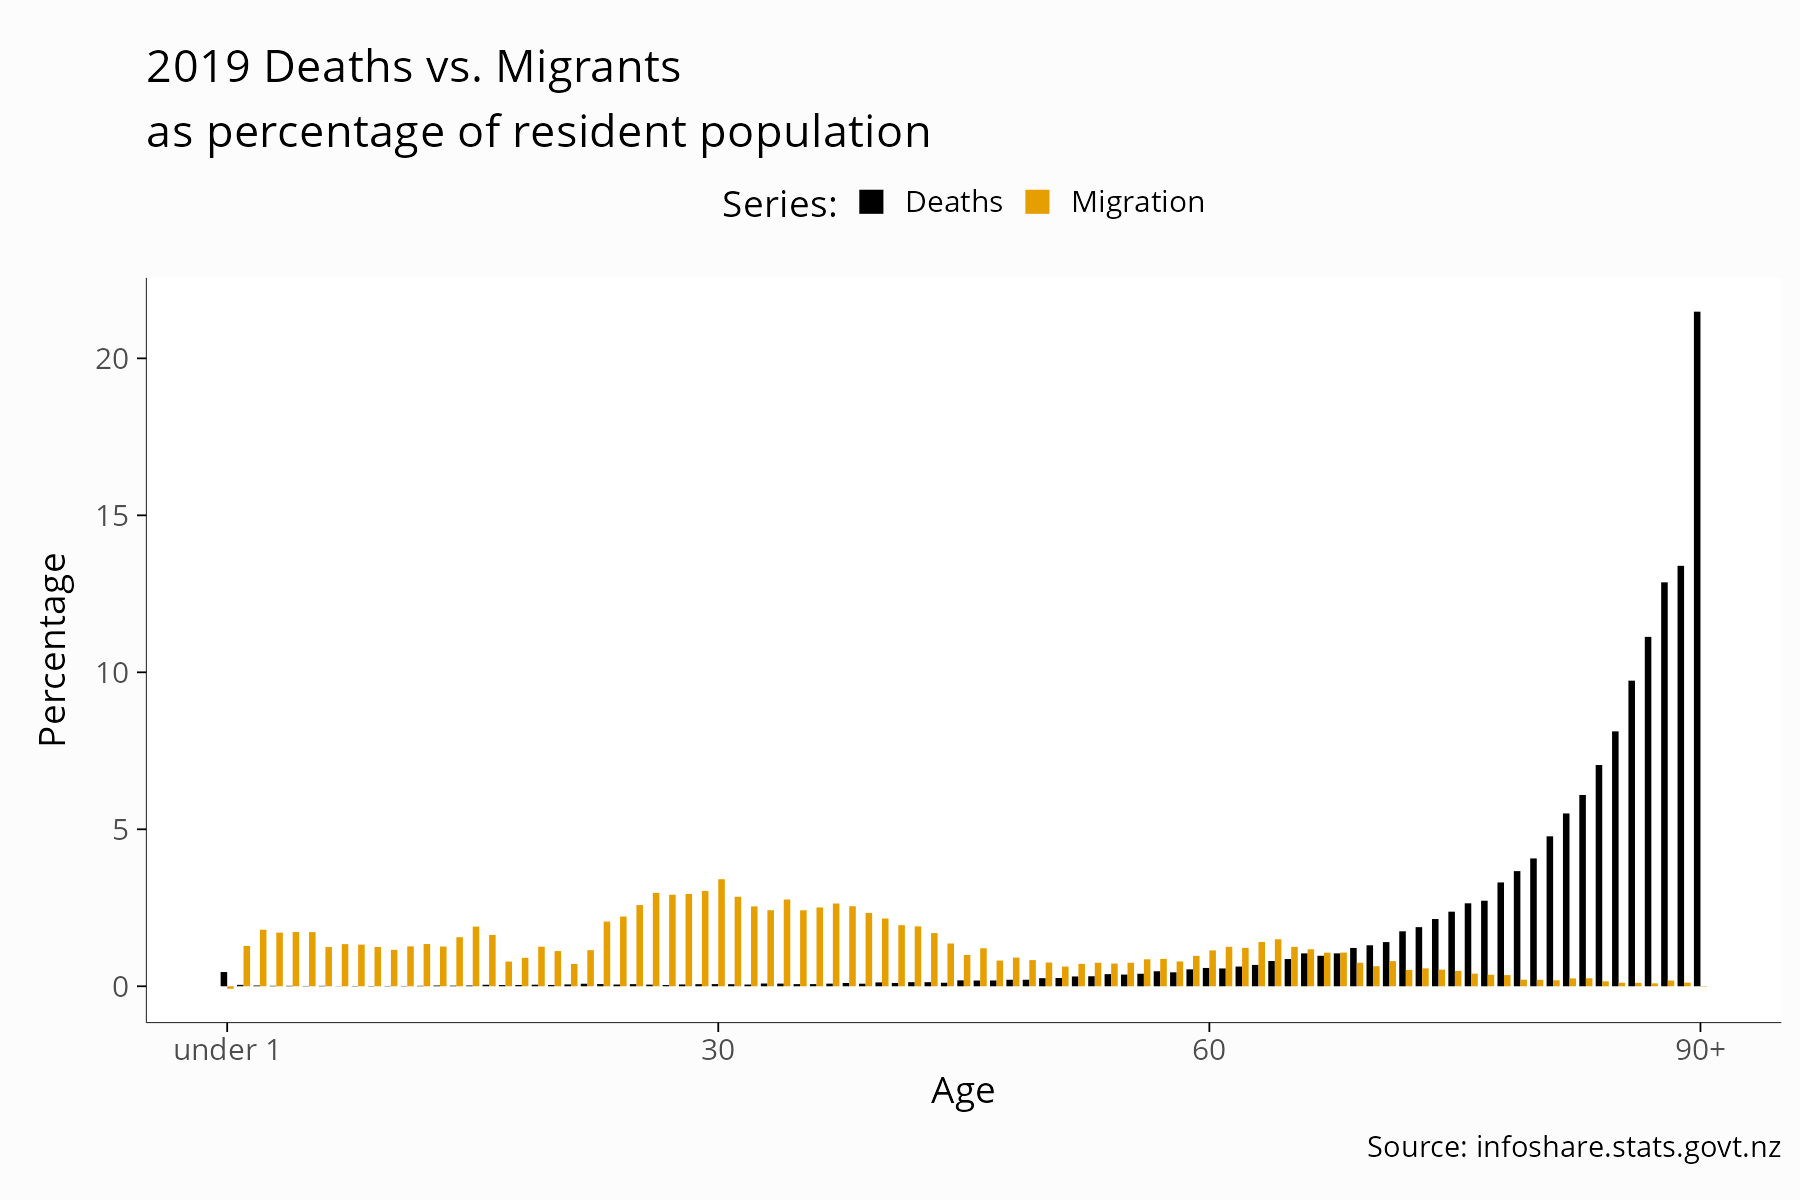 2019 Deaths vs. Migrants
as percentage of resident population
Series: Deaths Migration
Percentage
20
15
10
5
0
under 1 30 60 90+
Age
Source: infoshare.stats.govt.nz